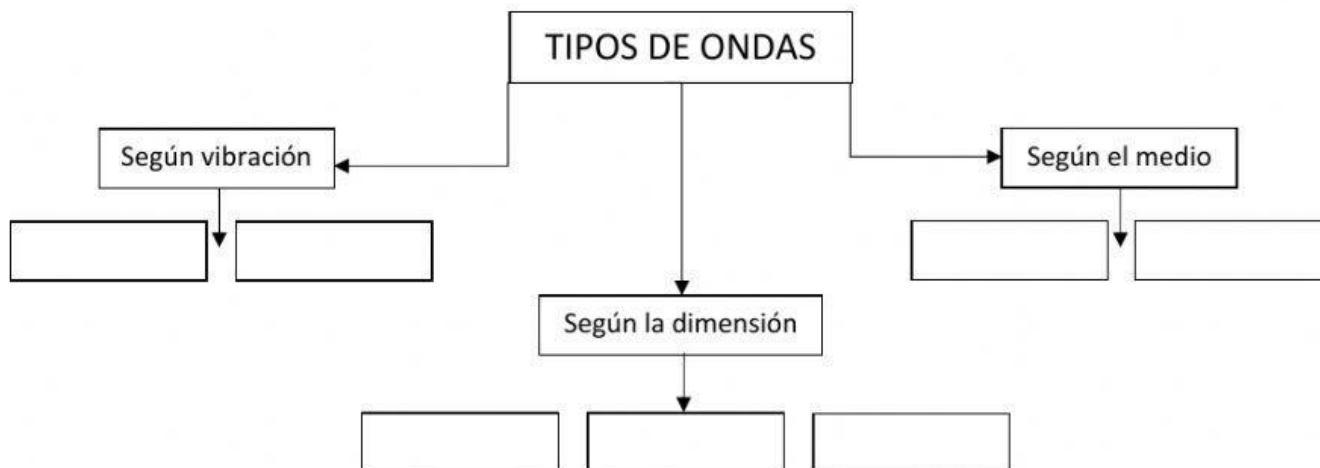 TIPOS DE ONDAS
Según vibración
Según el medio
Según la dimensión